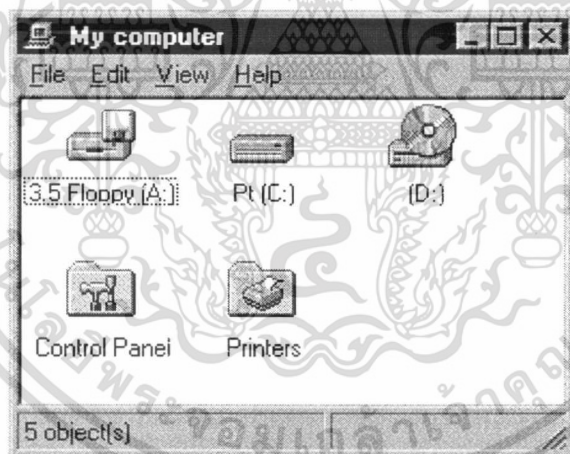 My computer
File Edit View Help
3.5 Floppy (A:) Pt (C:) (D:)
Control Panel Printers
5 object(s)